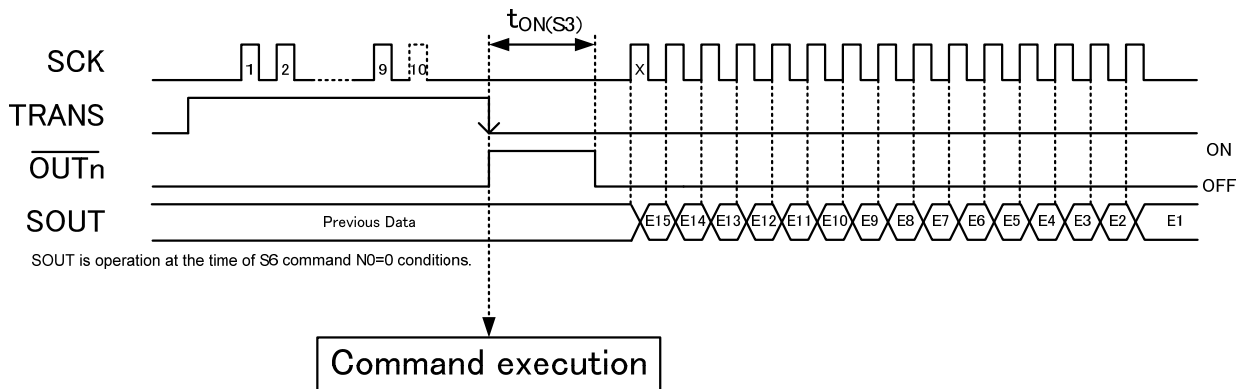 tON(S3)
SCK
1 2 9 10 X
TRANS
OUTn
ON
OFF
SOUT
Previous Data E15 E14 E13 E12 E11 E10 E9 E8 E7 E6 E5 E4 E3 E2 E1
SOUT is operation at the time of S6 command N0=0 conditions.
Command execution